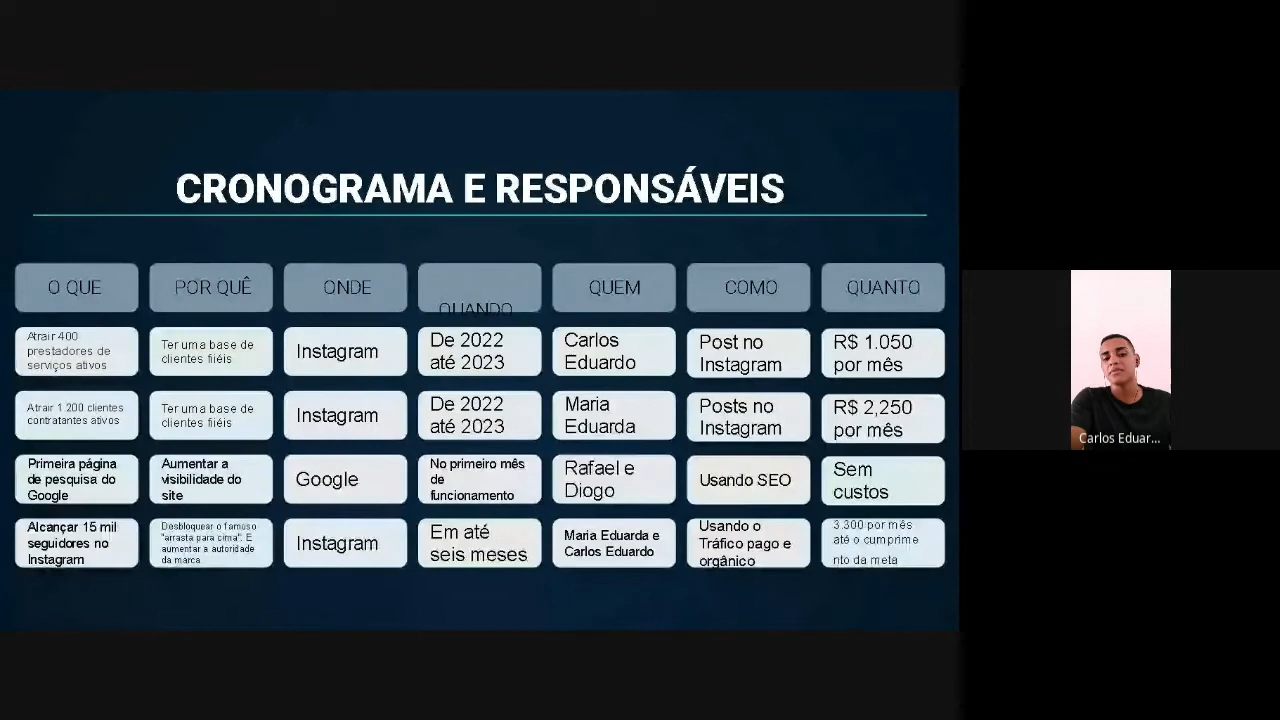 CRONOGRAMA E RESPONSÁVEIS
O QUE
POR QUÊ
ONDE
QUANDO
QUEM
COMO
QUANTO
Atrair 400
prestadores de
serviços ativos
Ter uma base de
clientes fiéis
Instagram
De 2022
até 2023
Carlos
Eduardo
Post no
Instagram
R$ 1.050
por mês
Atrair 1.200 clientes
contratantes ativos
Ter uma base de
clientes fiéis
Instagram
De 2022
até 2023
Maria
Eduarda
Posts no
Instagram
R$ 2,250
por mês
Primeira página
de pesquisa do
Google
Aumentar a
visibilidade do
site
Google
No primeiro mês
de
funcionamento
Rafael e
Diogo
Usando SEO
Sem
custos
Alcançar 15 mil
seguidores no
Instagram
Desbloquear o famoso
"arrasta para cima". E
aumentar a autoridade
da marca
Instagram
Em até
seis meses
Maria Eduarda e
Carlos Eduardo
Usando o
Tráfico pago e
orgânico
3.300 por mês
até o cumprime
nto da meta
Carlos Eduar...